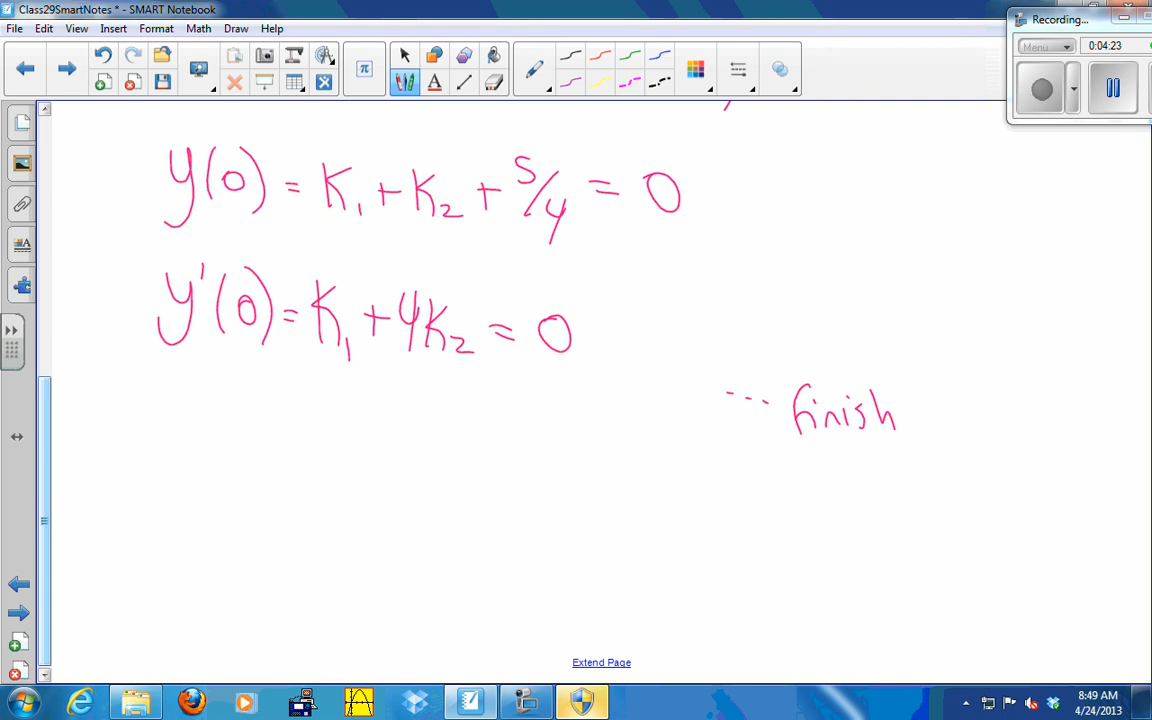 Class29SmartNotes * - SMART Notebook
File Edit View Insert Format Tools Math Draw Help
Recording...
Menu
0:04:23
π
A
y(0) = K₁ + K₂ + 5/4 = 0
y'(0) = K₁ + 4K₂ = 0
... finish
Extend Page
8:49 AM
4/24/2013